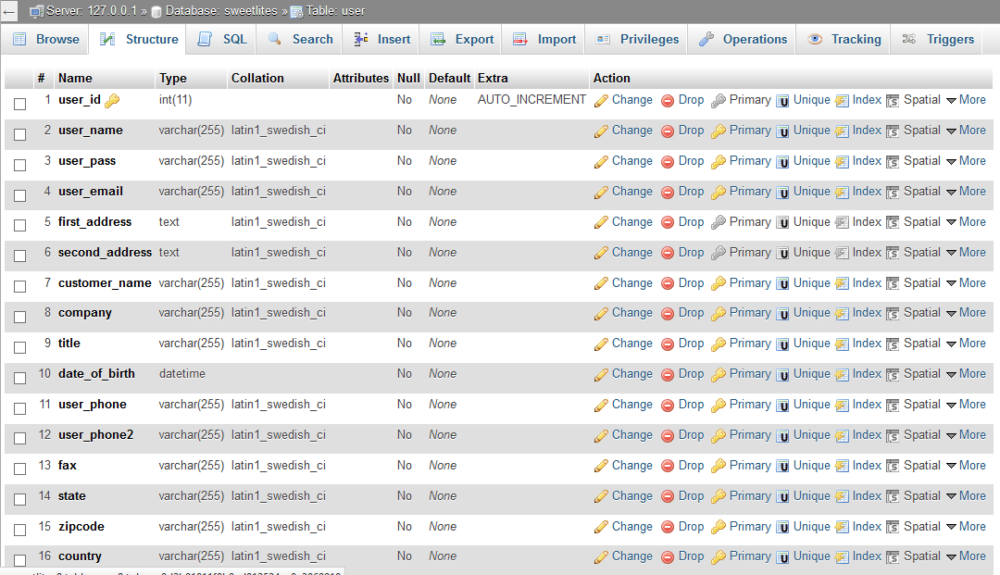 Server: 127.0.0.1 » Database: sweetlites » Table: user
Browse Structure SQL Search Insert Export Import Privileges Operations Tracking Triggers
# Name Type Collation Attributes Null Default Extra Action
1 user_id int(11) No None AUTO_INCREMENT Change Drop Primary Unique Index Spatial More
2 user_name varchar(255) latin1_swedish_ci No None Change Drop Primary Unique Index Spatial More
3 user_pass varchar(255) latin1_swedish_ci No None Change Drop Primary Unique Index Spatial More
4 user_email varchar(255) latin1_swedish_ci No None Change Drop Primary Unique Index Spatial More
5 first_address text latin1_swedish_ci No None Change Drop Primary Unique Index Spatial More
6 second_address text latin1_swedish_ci No None Change Drop Primary Unique Index Spatial More
7 customer_name varchar(255) latin1_swedish_ci No None Change Drop Primary Unique Index Spatial More
8 company varchar(255) latin1_swedish_ci No None Change Drop Primary Unique Index Spatial More
9 title varchar(255) latin1_swedish_ci No None Change Drop Primary Unique Index Spatial More
10 date_of_birth datetime No None Change Drop Primary Unique Index Spatial More
11 user_phone varchar(255) latin1_swedish_ci No None Change Drop Primary Unique Index Spatial More
12 user_phone2 varchar(255) latin1_swedish_ci No None Change Drop Primary Unique Index Spatial More
13 fax varchar(255) latin1_swedish_ci No None Change Drop Primary Unique Index Spatial More
14 state varchar(255) latin1_swedish_ci No None Change Drop Primary Unique Index Spatial More
15 zipcode varchar(255) latin1_swedish_ci No None Change Drop Primary Unique Index Spatial More
16 country varchar(255) latin1_swedish_ci No None Change Drop Primary Unique Index Spatial More